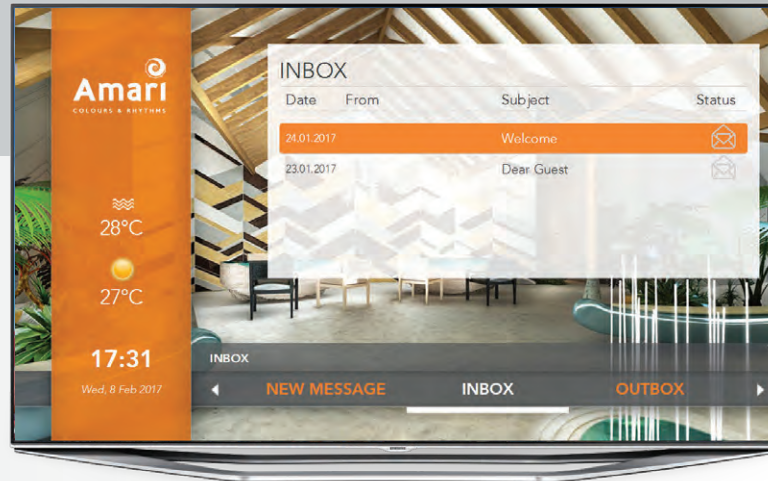 Amari
COLOURS & RHYTHMS
28°C
27°C
17:31
Wed, 8 Feb 2017
INBOX
Date From Subject Status
24.01.2017 Welcome
23.01.2017 Dear Guest
INBOX
NEW MESSAGE INBOX OUTBOX